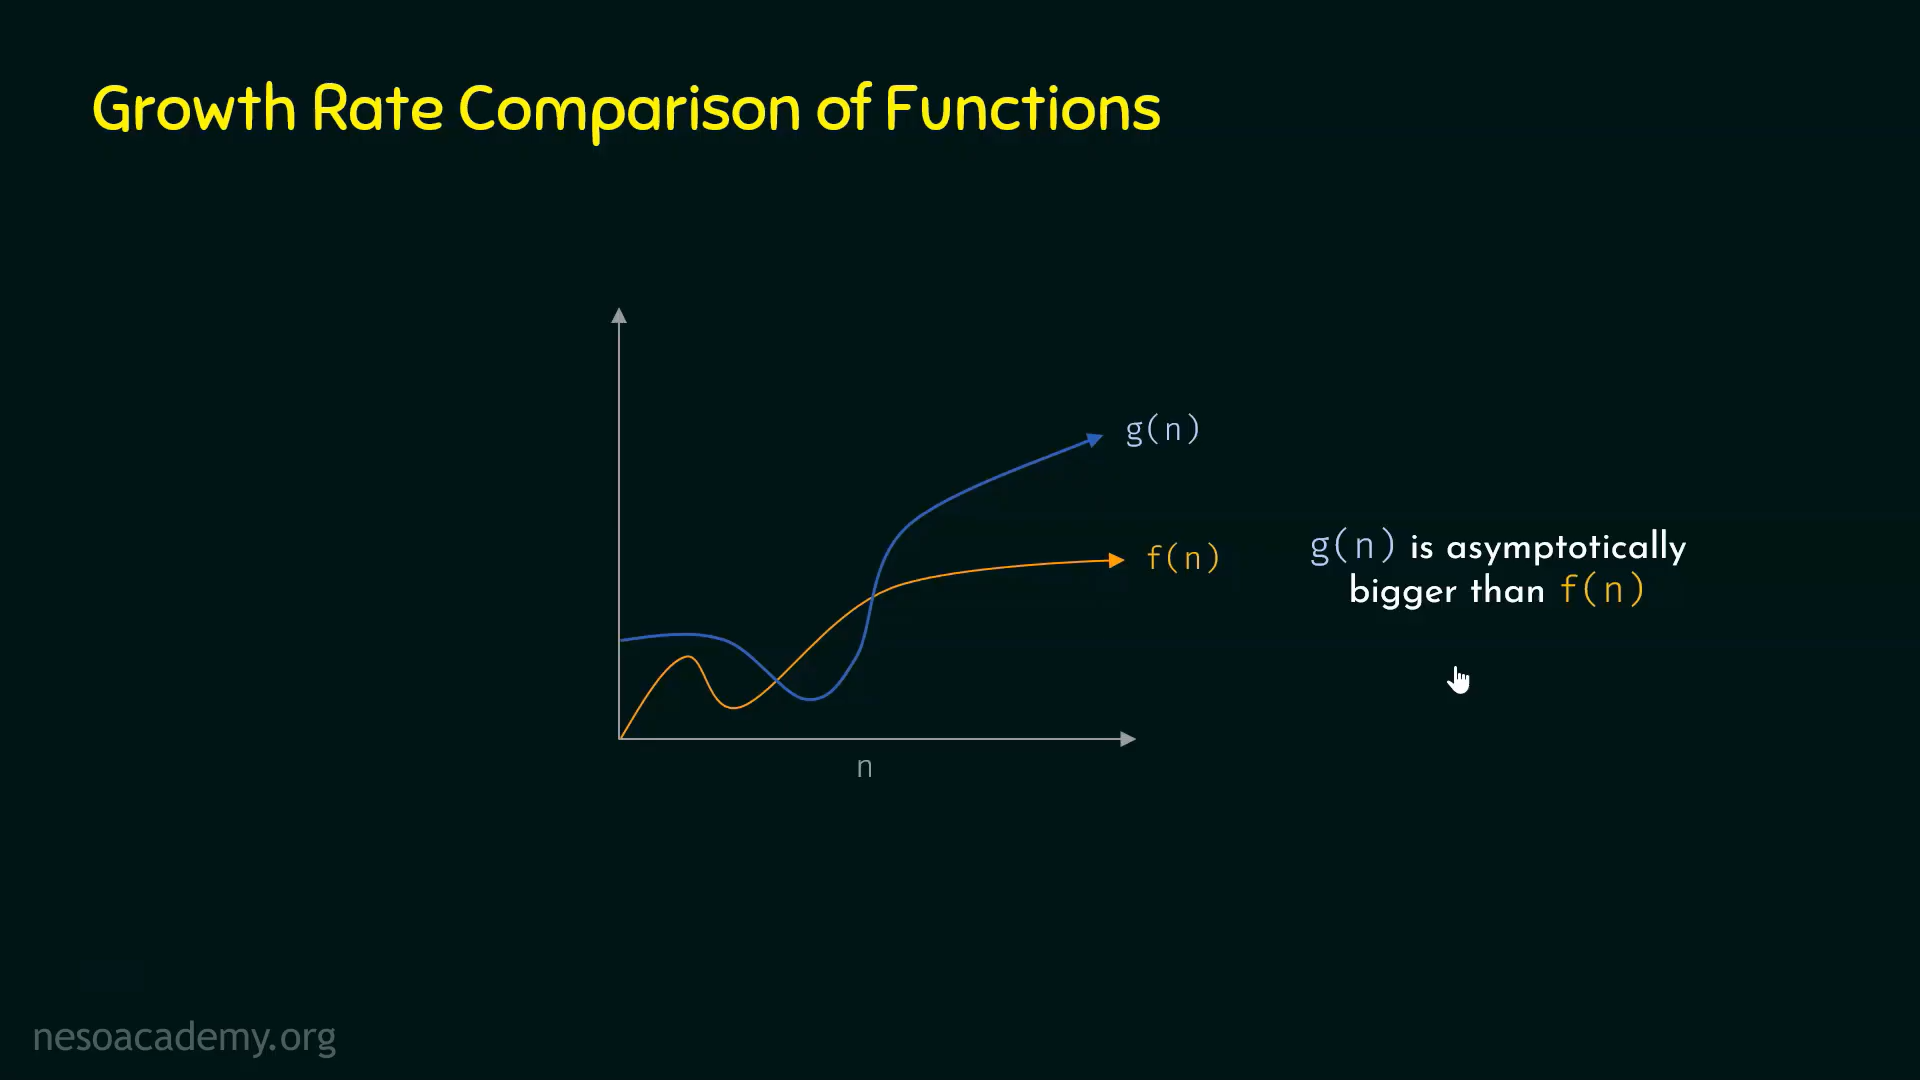 Growth Rate Comparison of Functions
g(n)
f(n)
g(n) is asymptotically
bigger than f(n)
n
nesoacademy.org